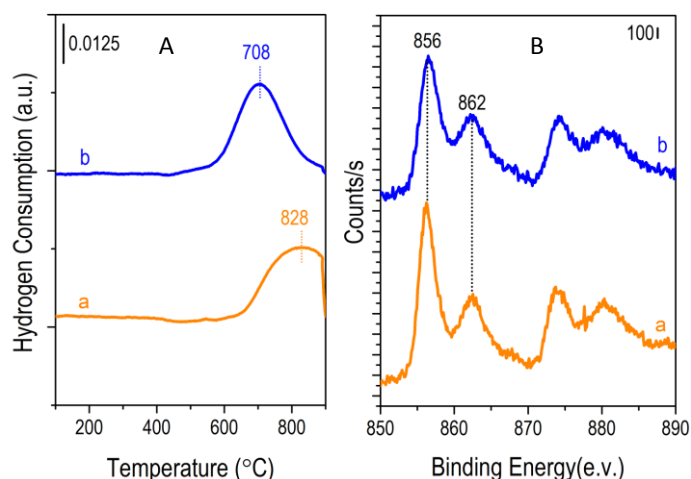 0.0125
A
708
b
828
a
Hydrogen Consumption (a.u.)
200
400
600
800
Temperature (°C)
B
100
856
862
b
a
Counts/s
850
860
870
880
890
Binding Energy(e.v.)